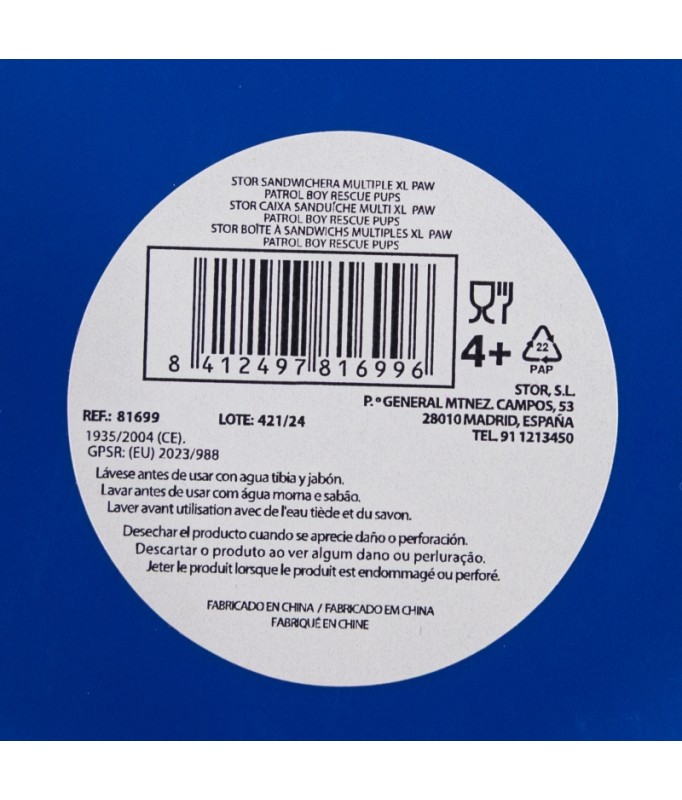 STOR SANDWICHERA MULTIPLE XL PAW
PATROL BOY RESCUE PUPS
STOR CAIXA SANDUÍCHE MULTI XL PAW
PATROL BOY RESCUE PUPS
STOR BOÎTE À SANDWICHS MULTIPLES XL PAW
PATROL BOY RESCUE PUPS
8 412497 816996
4+
22
PAP
STOR, S.L.
P.º GENERAL MTNEZ. CAMPOS, 53
28010 MADRID, ESPAÑA
TEL. 91 1213450
REF.: 81699
LOTE: 421/24
1935/2004 (CE).
GPSR: (EU) 2023/988
Lávese antes de usar con agua tibia y jabón.
Lavar antes de usar com água morna e sabão.
Laver avant utilisation avec de l'eau tiède et du savon.
Desechar el producto cuando se aprecie daño o perforación.
Descartar o produto ao ver algum dano ou perluração.
Jeter le produit lorsque le produit est endommagé ou perforé.
FABRICADO EN CHINA / FABRICADO EM CHINA
FABRIQUÉ EN CHINE